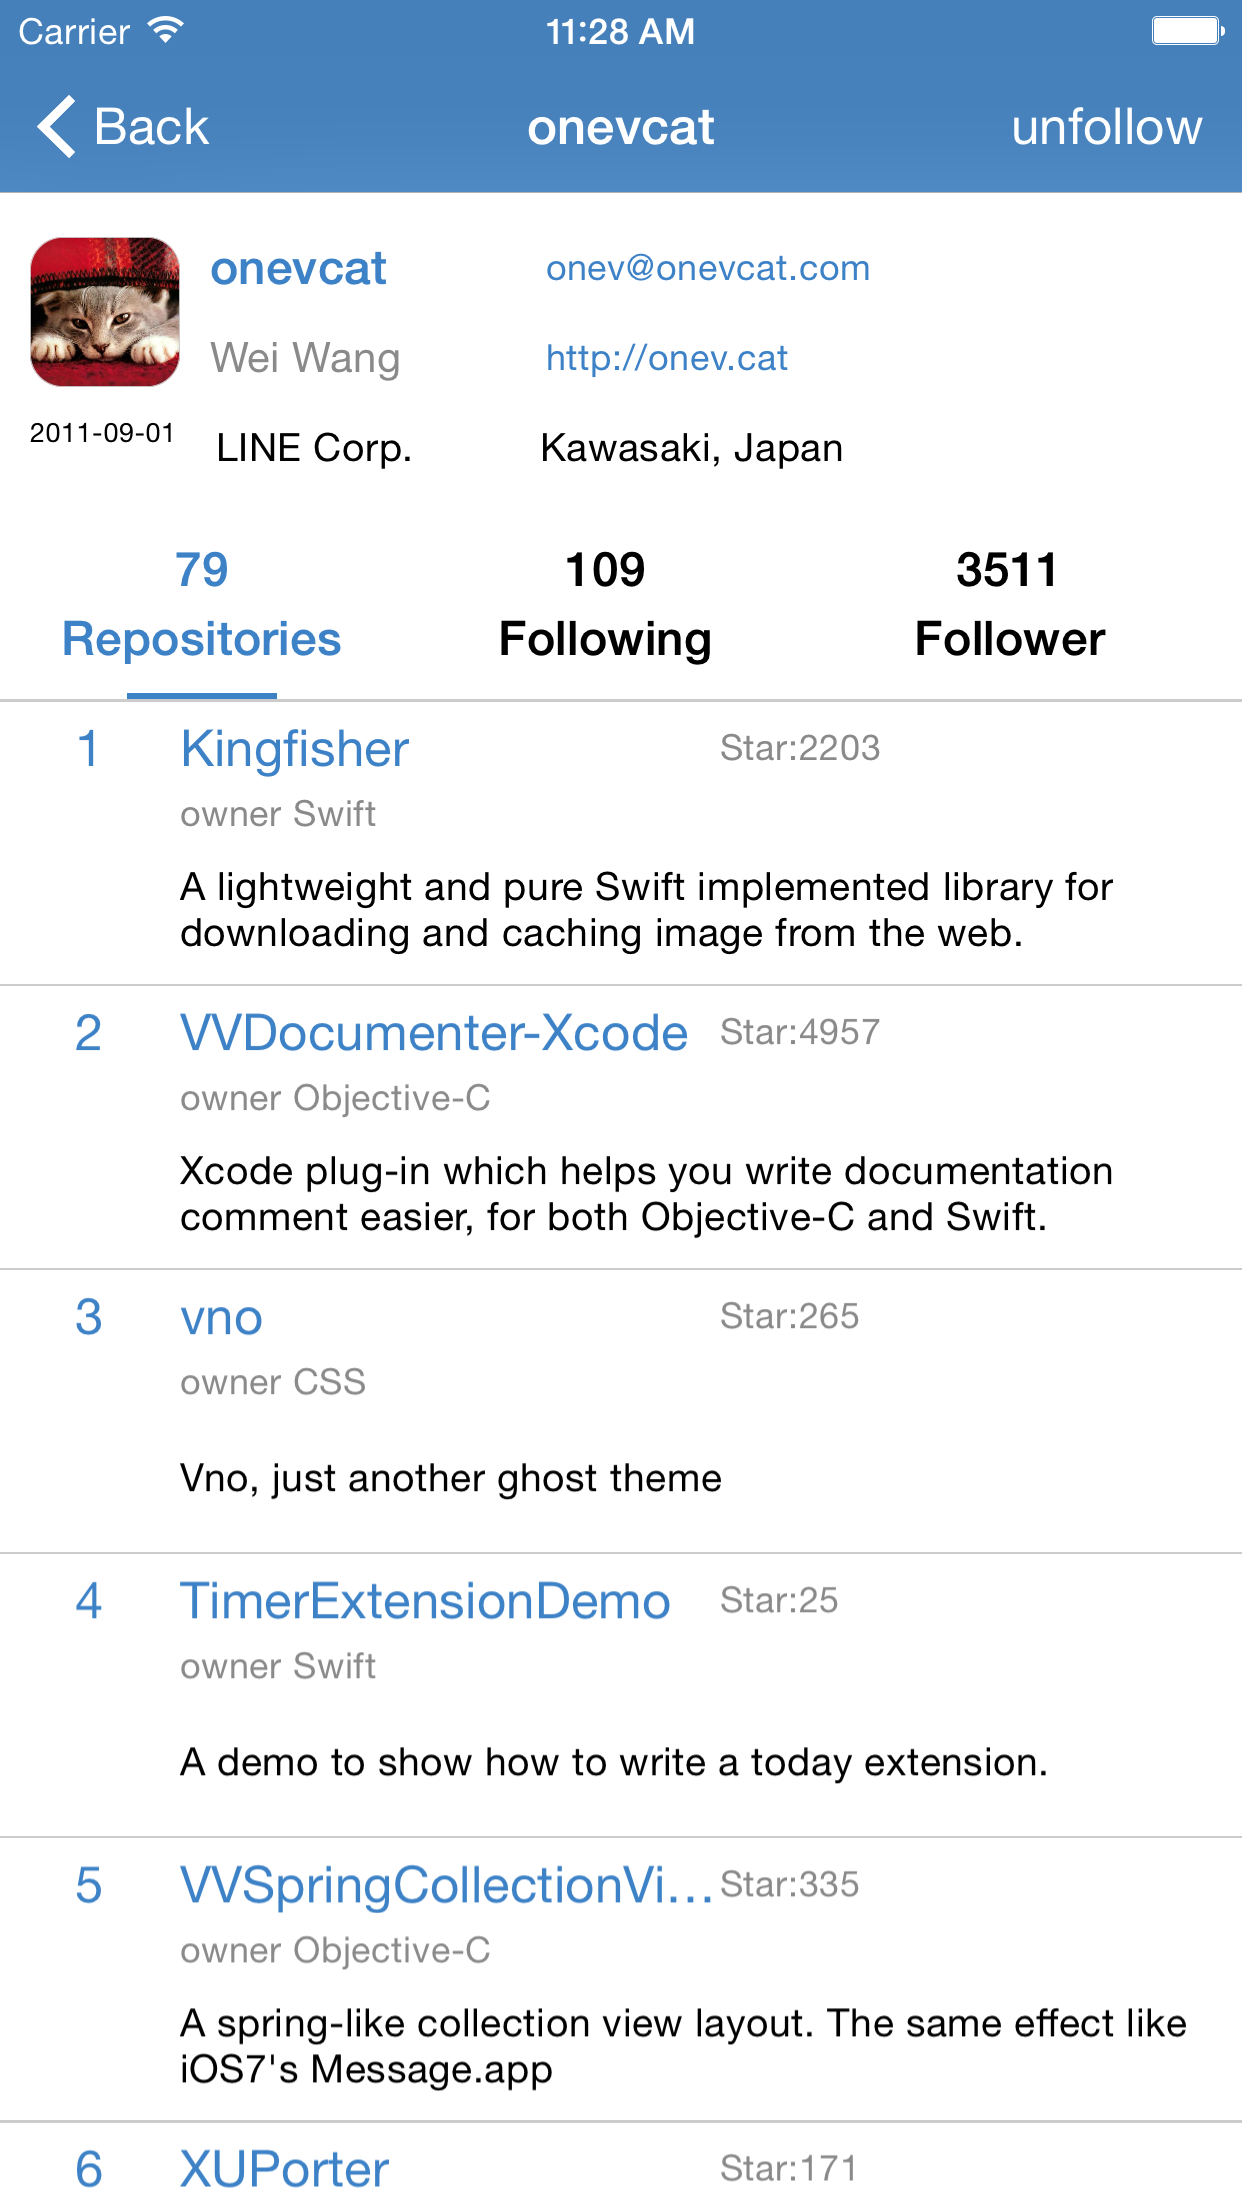 Carrier 11:28 AM
Back onevcat unfollow
onevcat onev@onevcat.com
Wei Wang http://onev.cat
2011-09-01 LINE Corp. Kawasaki, Japan
79 109 3511
Repositories Following Follower
1 Kingfisher Star:2203
owner Swift
A lightweight and pure Swift implemented library for
downloading and caching image from the web.
2 VVDocumenter-Xcode Star:4957
owner Objective-C
Xcode plug-in which helps you write documentation
comment easier, for both Objective-C and Swift.
3 vno Star:265
owner CSS
Vno, just another ghost theme
4 TimerExtensionDemo Star:25
owner Swift
A demo to show how to write a today extension.
5 VVSpringCollectionVi... Star:335
owner Objective-C
A spring-like collection view layout. The same effect like
iOS7's Message.app
6 XUPorter Star:171